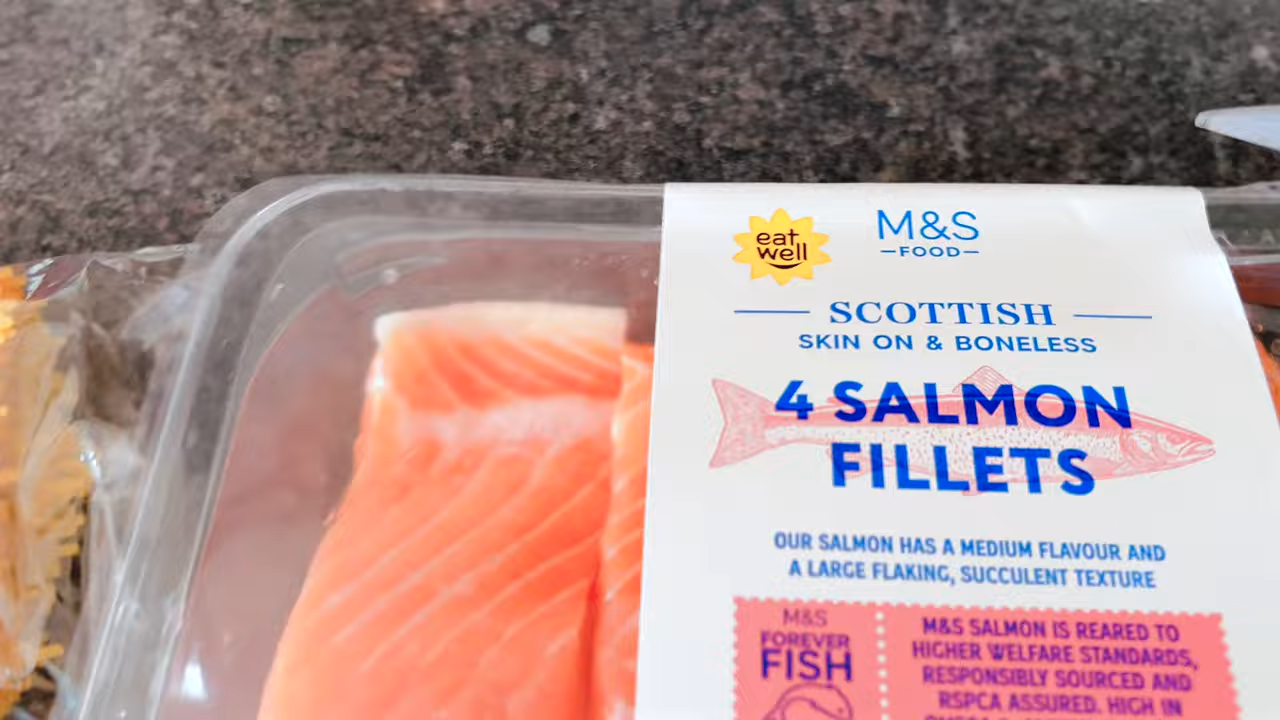 eat
well
M&S
FOOD
SCOTTISH
SKIN ON & BONELESS
4 SALMON
FILLETS
OUR SALMON HAS A MEDIUM FLAVOUR AND
A LARGE FLAKING, SUCCULENT TEXTURE
M&S
FOREVER
FISH
M&S SALMON IS REARED TO
HIGHER WELFARE STANDARDS,
RESPONSIBLY SOURCED AND
RSPCA ASSURED. HIGH IN